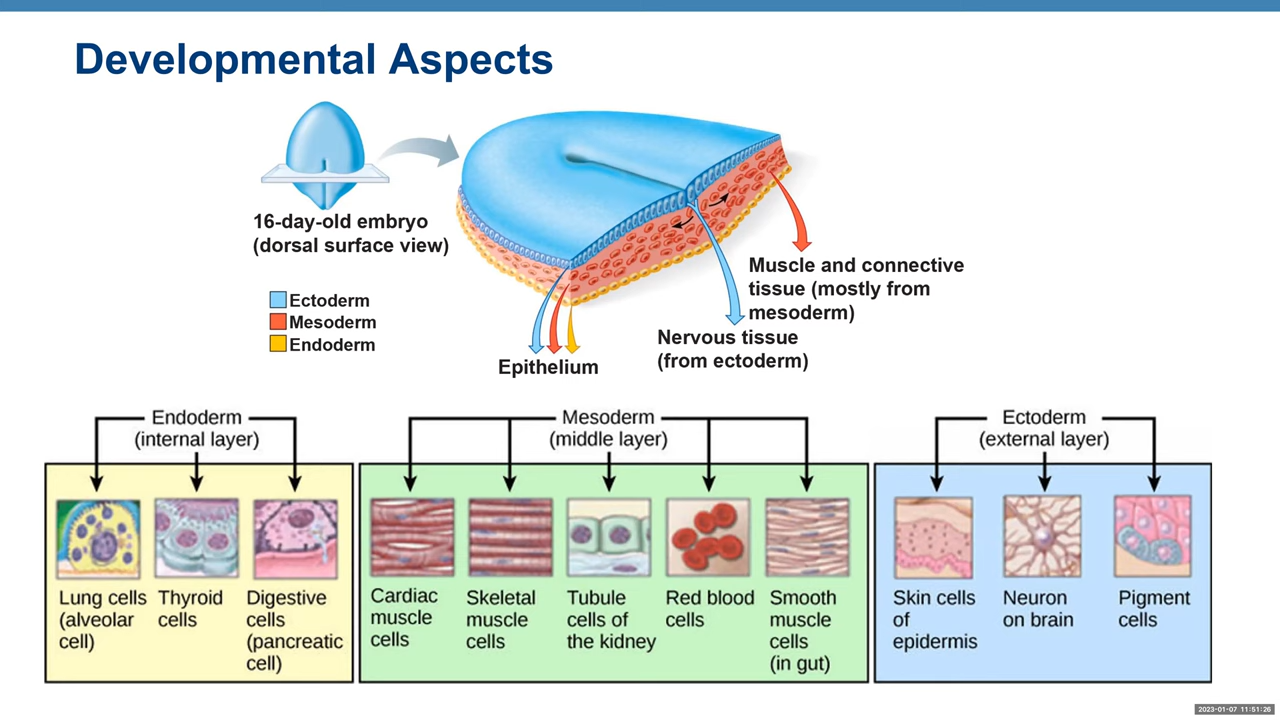 Developmental Aspects
16-day-old embryo
(dorsal surface view)
Ectoderm
Mesoderm
Endoderm
Epithelium
Muscle and connective
tissue (mostly from
mesoderm)
Nervous tissue
(from ectoderm)
Endoderm
(internal layer)
Lung cells
(alveolar
cell)
Thyroid
cells
Digestive
cells
(pancreatic
cell)
Mesoderm
(middle layer)
Cardiac
muscle
cells
Skeletal
muscle
cells
Tubule
cells of
the kidney
Red blood
cells
Smooth
muscle
cells
(in gut)
Ectoderm
(external layer)
Skin cells
of
epidermis
Neuron
on brain
Pigment
cells
2023-01-07 11:51:26